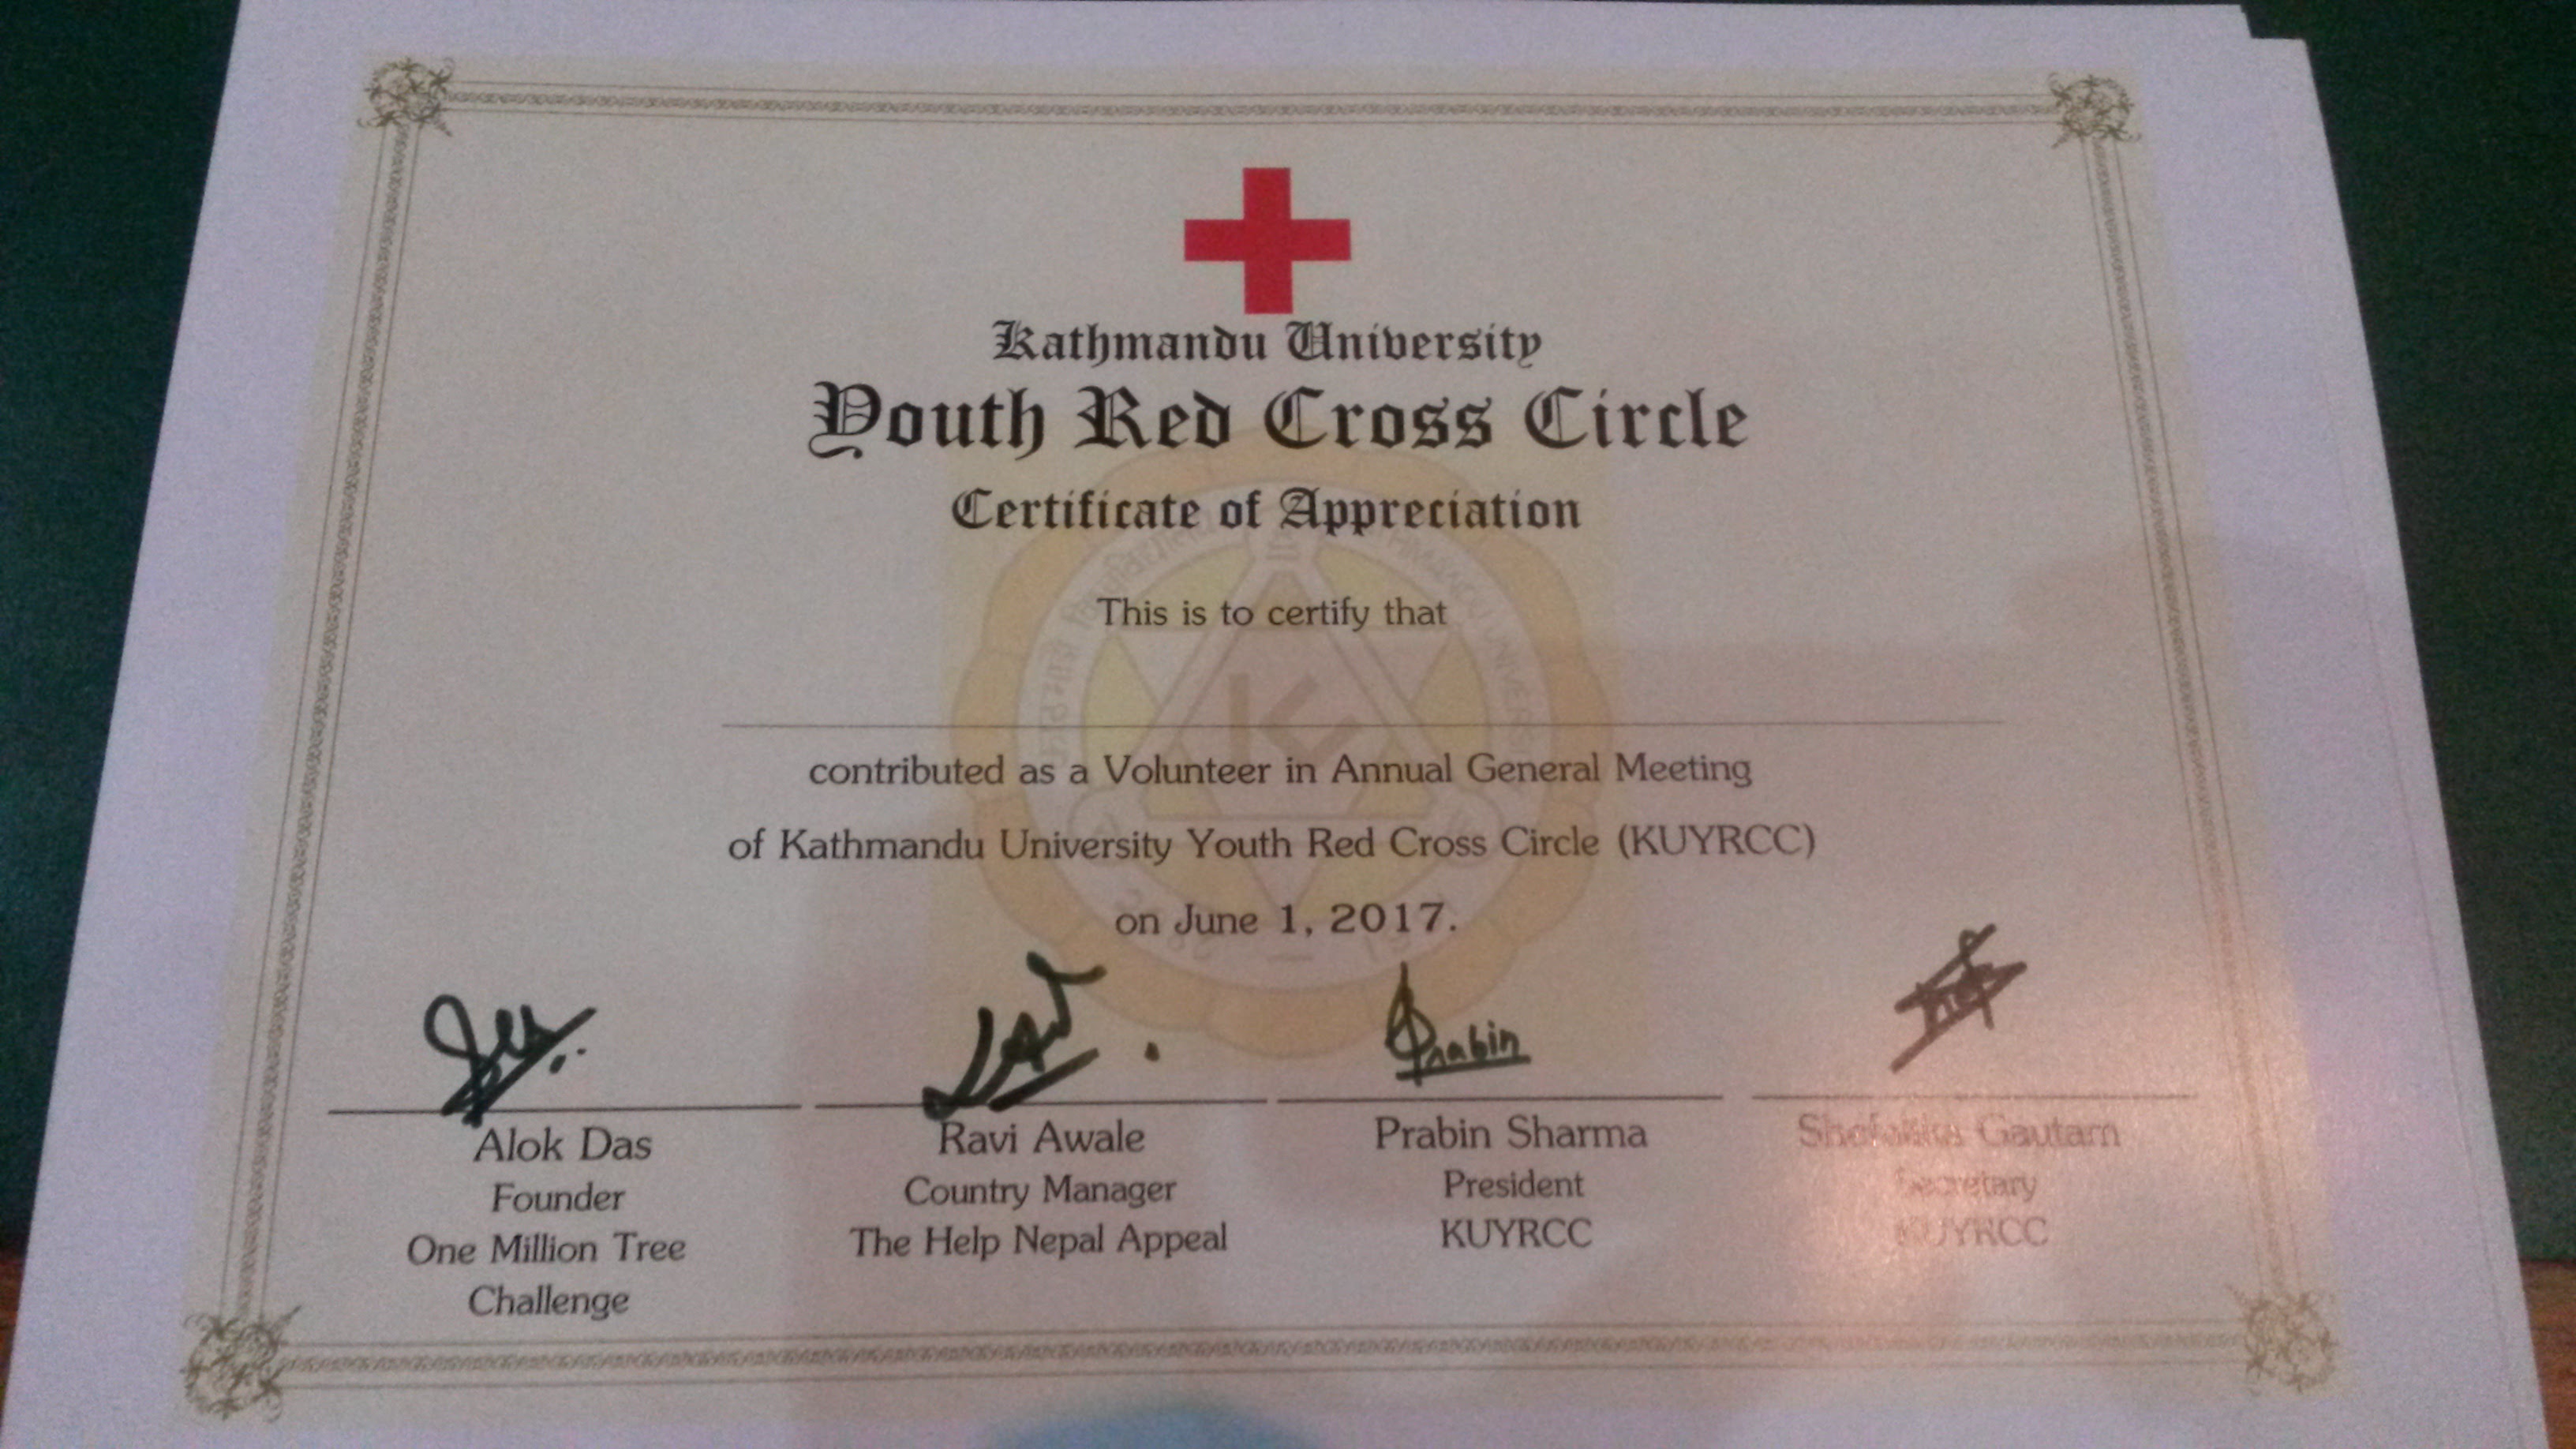 Kathmandu University
Youth Red Cross Circle
Certificate of Appreciation
This is to certify that
contributed as a Volunteer in Annual General Meeting
of Kathmandu University Youth Red Cross Circle (KUYRCC)
on June 1, 2017.
Prabin
Alok Das
Founder
One Million Tree
Challenge
Ravi Awale
Country Manager
The Help Nepal Appeal
Prabin Sharma
President
KUYRCC
Gautam
Secretary
KUYRCC